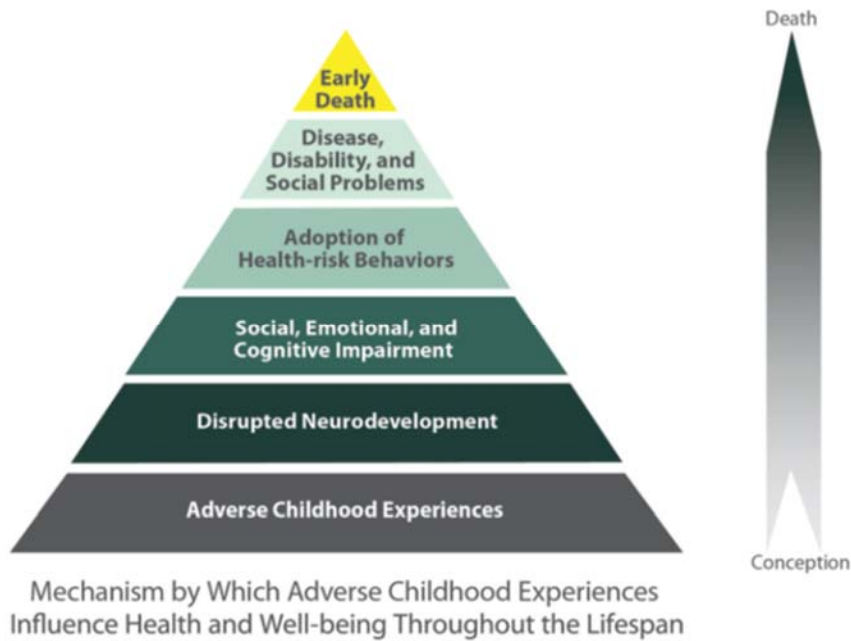 Death
Early
Death
Disease,
Disability, and
Social Problems
Adoption of
Health-risk Behaviors
Social, Emotional, and
Cognitive Impairment
Disrupted Neurodevelopment
Adverse Childhood Experiences
Conception
Mechanism by Which Adverse Childhood Experiences
Influence Health and Well-being Throughout the Lifespan